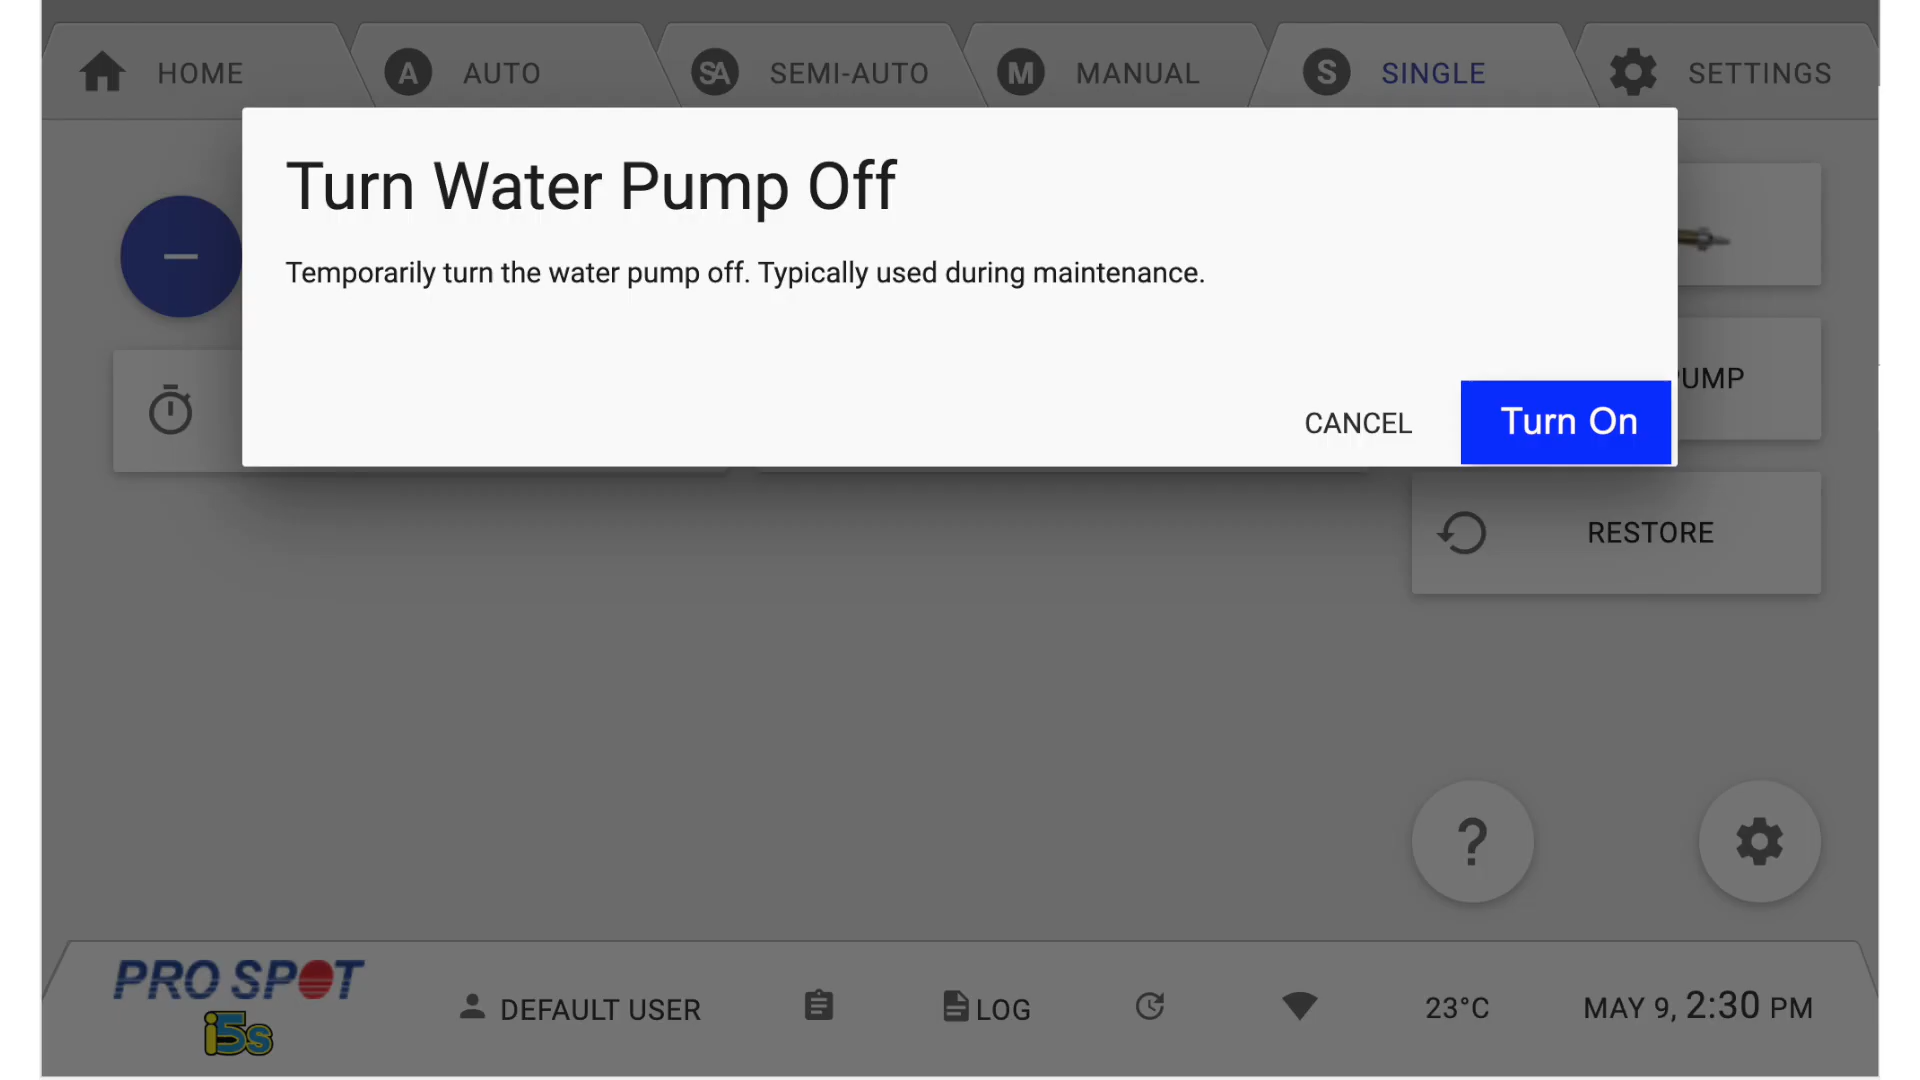 HOME
A AUTO
SA SEMI-AUTO
M MANUAL
S SINGLE
SETTINGS
Turn Water Pump Off
Temporarily turn the water pump off. Typically used during maintenance.
CANCEL
Turn On
PUMP
RESTORE
?
PRO SPOT
i5s
DEFAULT USER
LOG
23°C
MAY 9, 2:30 PM